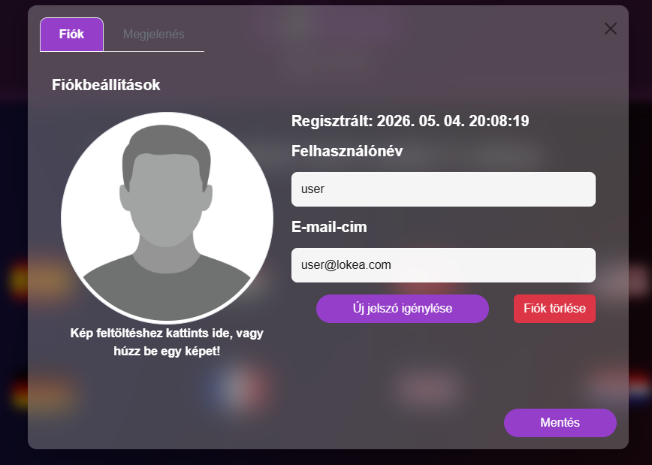 Fiók
Megjelenés
Fiókbeállítások
Regisztrált: 2026. 05. 04. 20:08:19
Felhasználónév
user
E-mail-cim
user@lokea.com
Új jelszó igénylése
Fiók törlése
Kép feltöltéshez kattints ide, vagy
húzz be egy képet!
Mentés